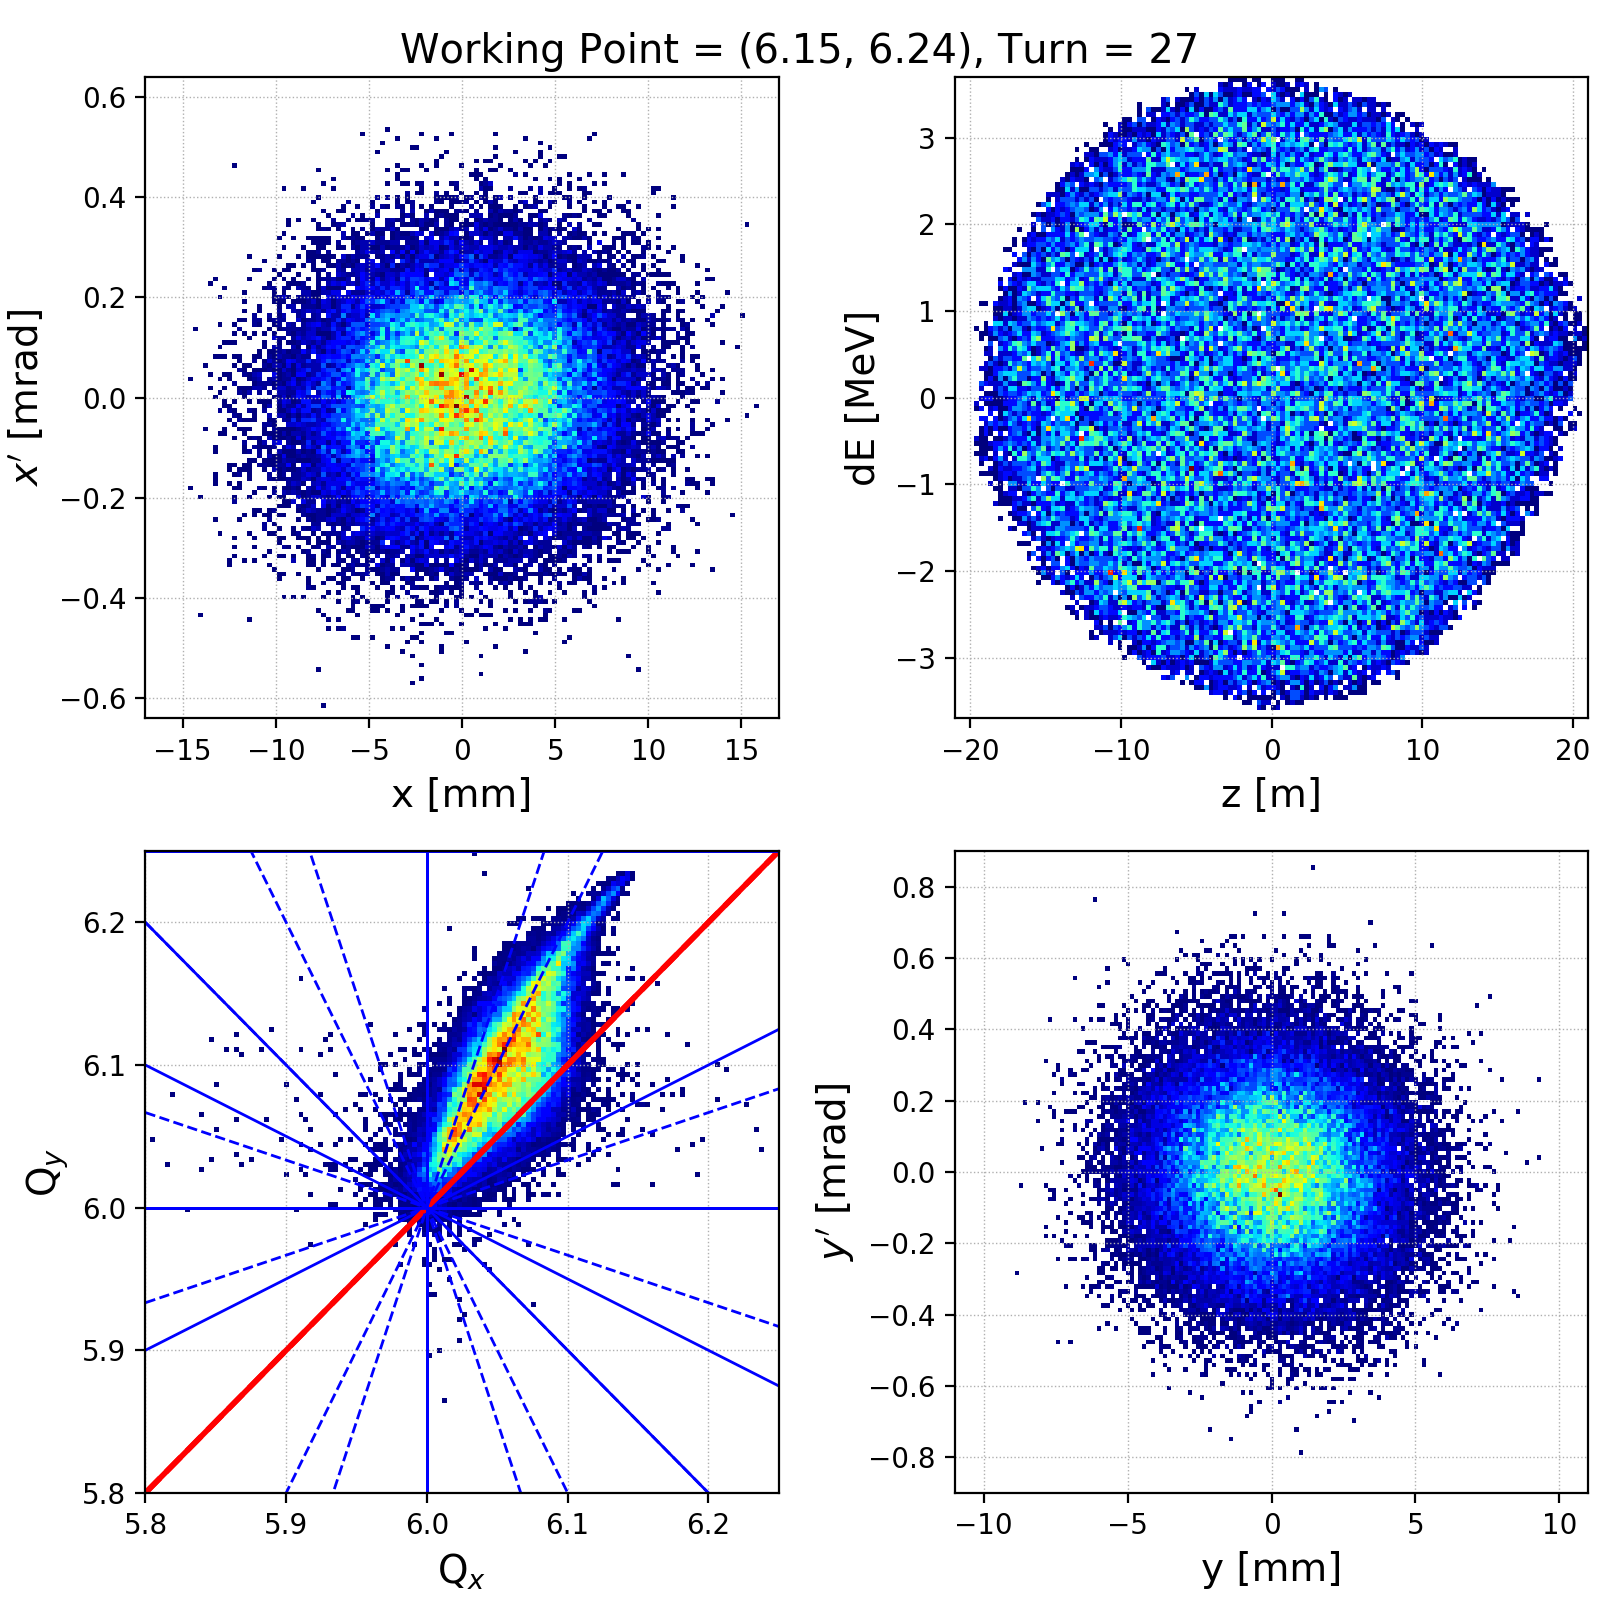 Working Point = (6.15, 6.24), Turn = 27
0.6
0.4
0.2
0.0
−0.2
−0.4
−0.6
x′ [mrad]
−15 −10 −5 0 5 10 15
x [mm]
3
2
1
0
−1
−2
−3
dE [MeV]
−20 −10 0 10 20
z [m]
6.2
6.1
6.0
5.9
5.8
Qy
5.8 5.9 6.0 6.1 6.2
Qx
0.8
0.6
0.4
0.2
0.0
−0.2
−0.4
−0.6
−0.8
y′ [mrad]
−10 −5 0 5 10
y [mm]